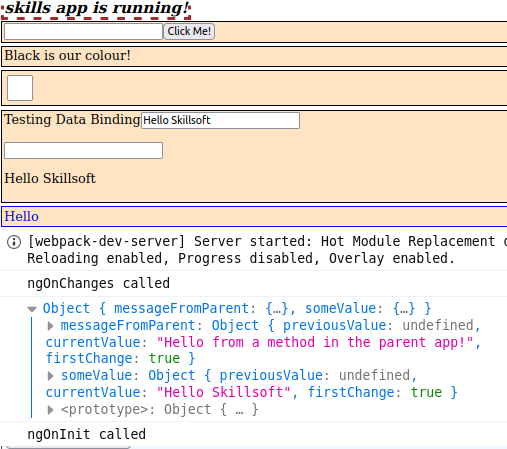 skills app is running!
Click Me!
Black is our colour!
Testing Data Binding Hello Skillsoft
Hello Skillsoft
Hello
[webpack-dev-server] Server started: Hot Module Replacement
Reloading enabled, Progress disabled, Overlay enabled.
ngOnChanges called
Object { messageFromParent: {…}, someValue: {…} }
messageFromParent: Object { previousValue: undefined,
currentValue: "Hello from a method in the parent app!",
firstChange: true }
someValue: Object { previousValue: undefined,
currentValue: "Hello Skillsoft", firstChange: true }
<prototype>: Object { … }
ngOnInit called